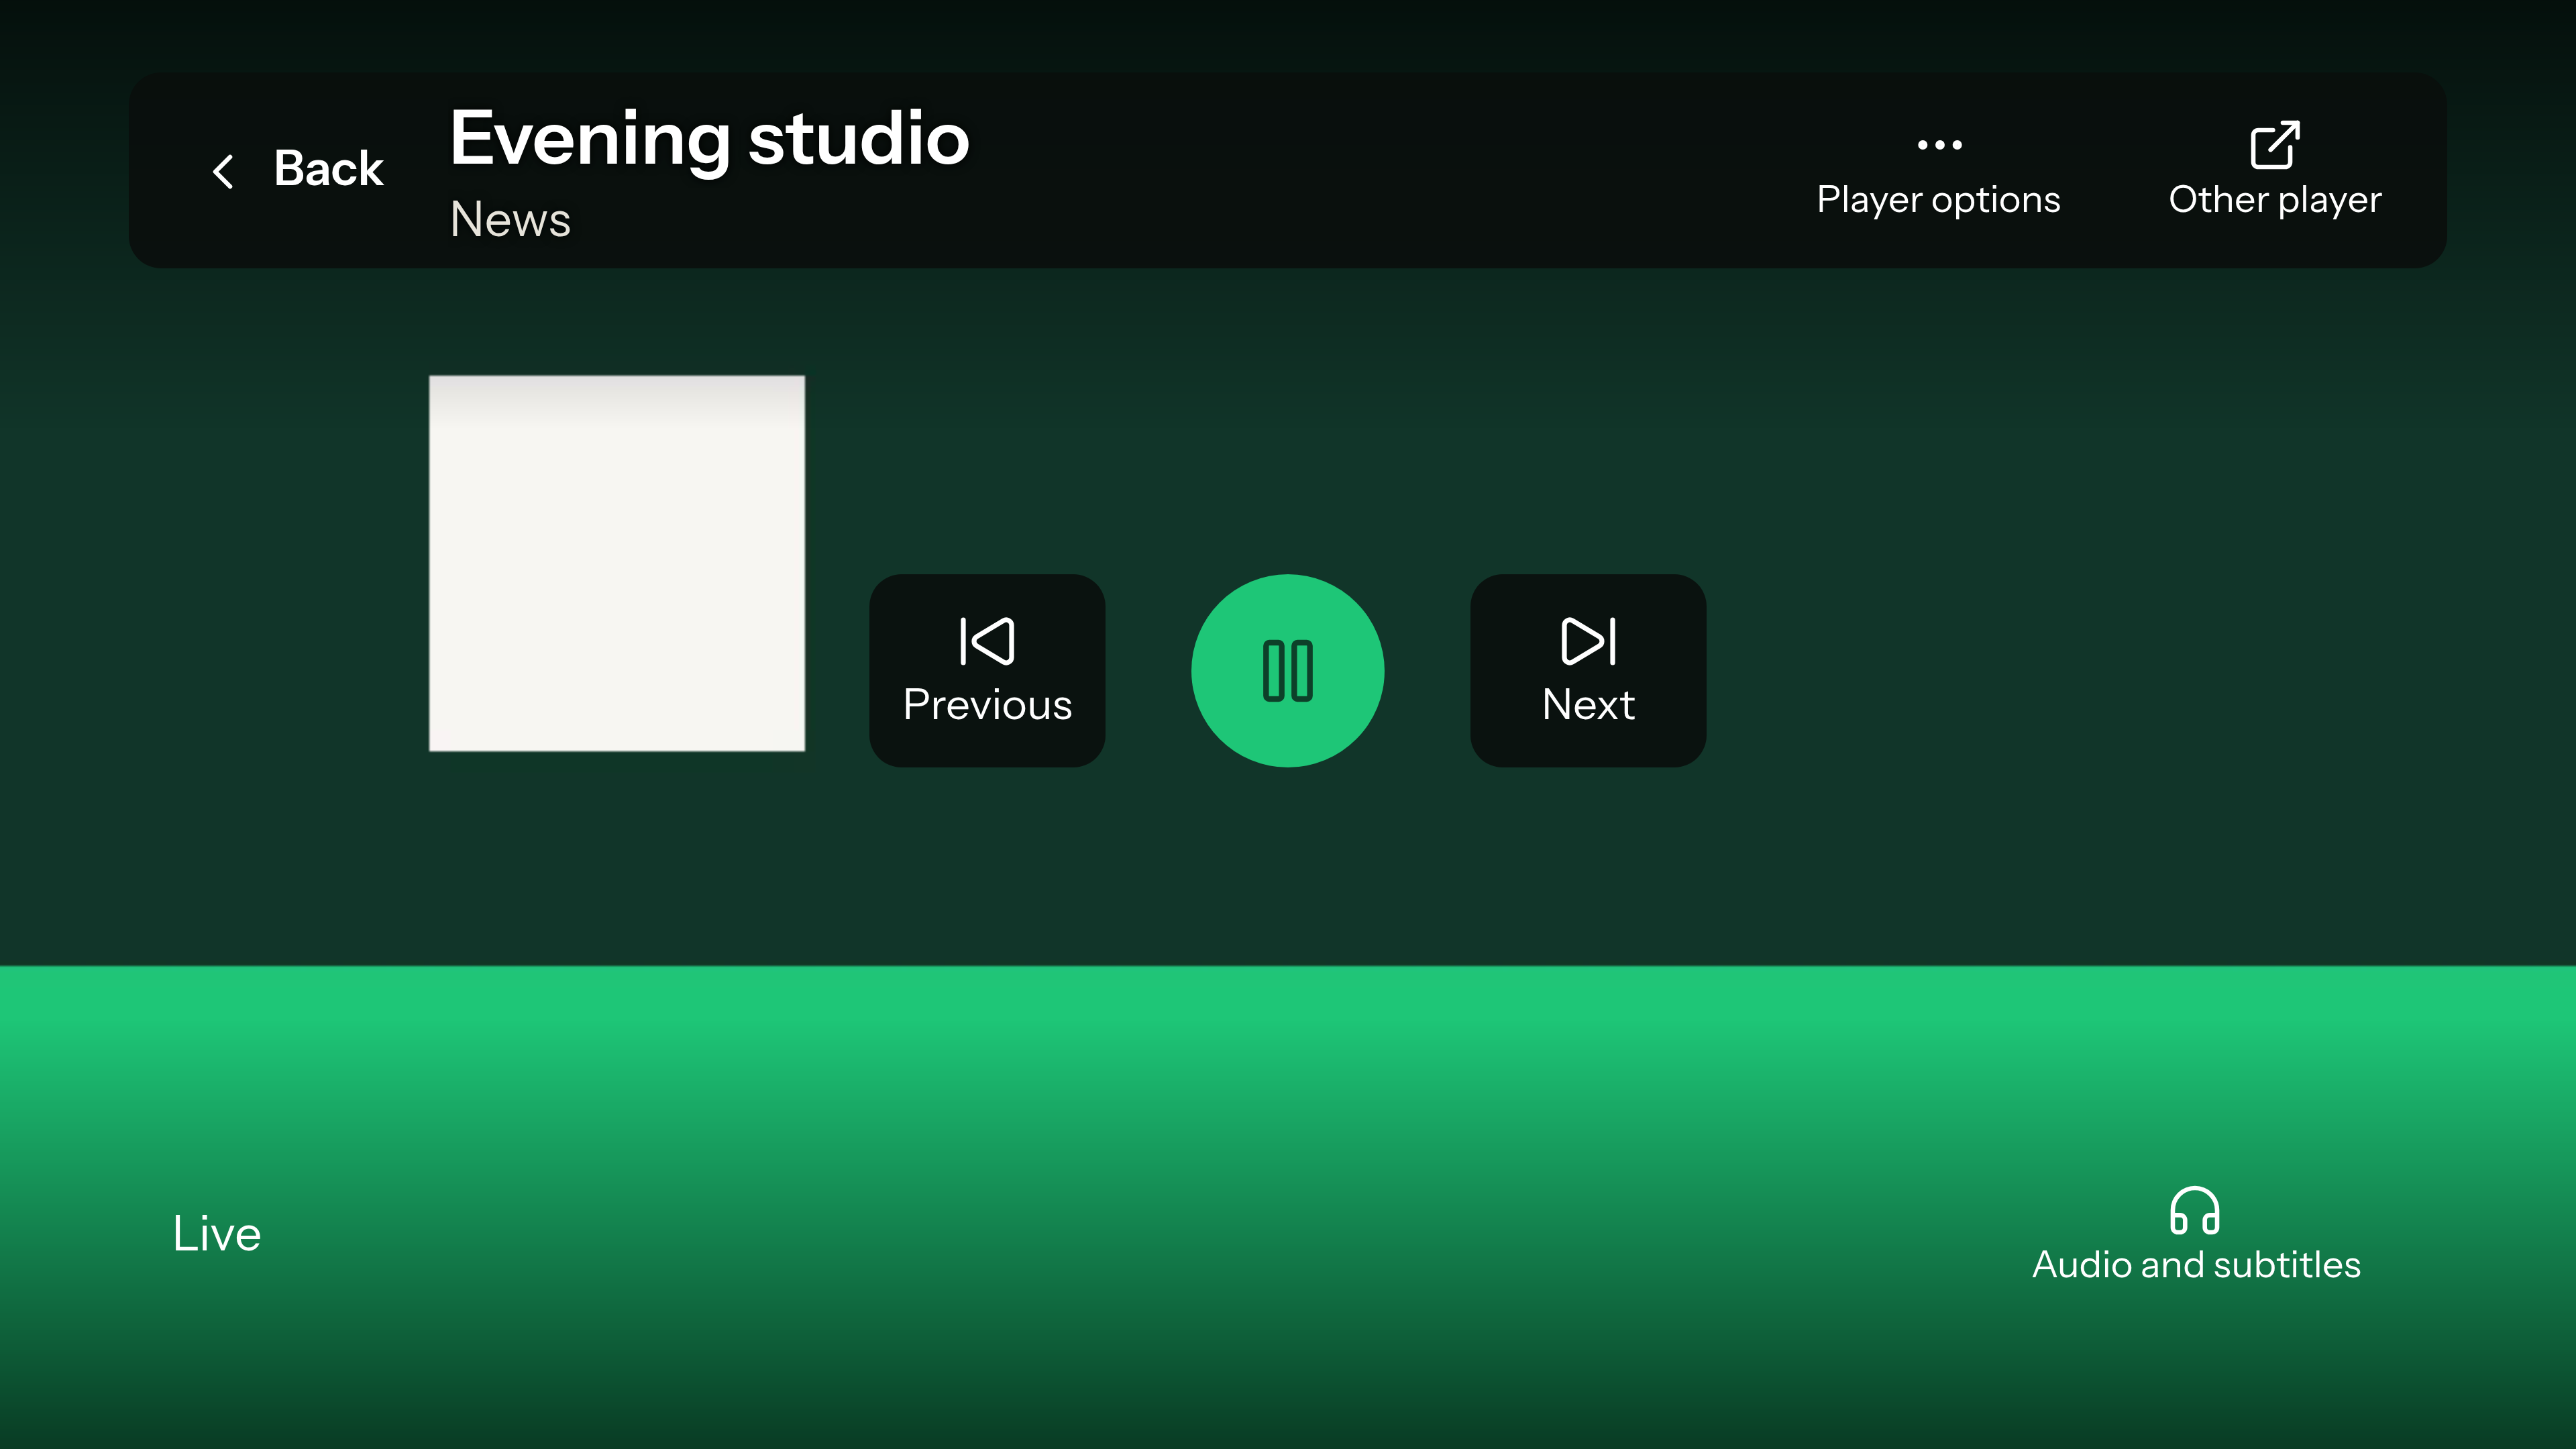 Back
Evening studio
News
Player options
Other player
Previous
Next
Live
Audio and subtitles